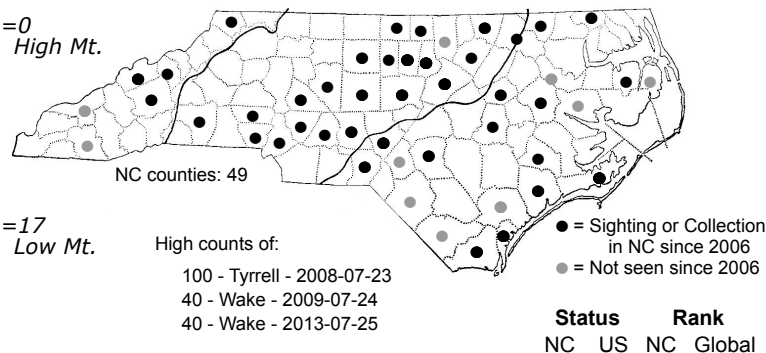 =0
High Mt.
NC counties: 49
=17
Low Mt.
High counts of:
100 - Tyrrell - 2008-07-23
40 - Wake - 2009-07-24
40 - Wake - 2013-07-25
= Sighting or Collection
in NC since 2006
= Not seen since 2006
Status Rank
NC US NC Global